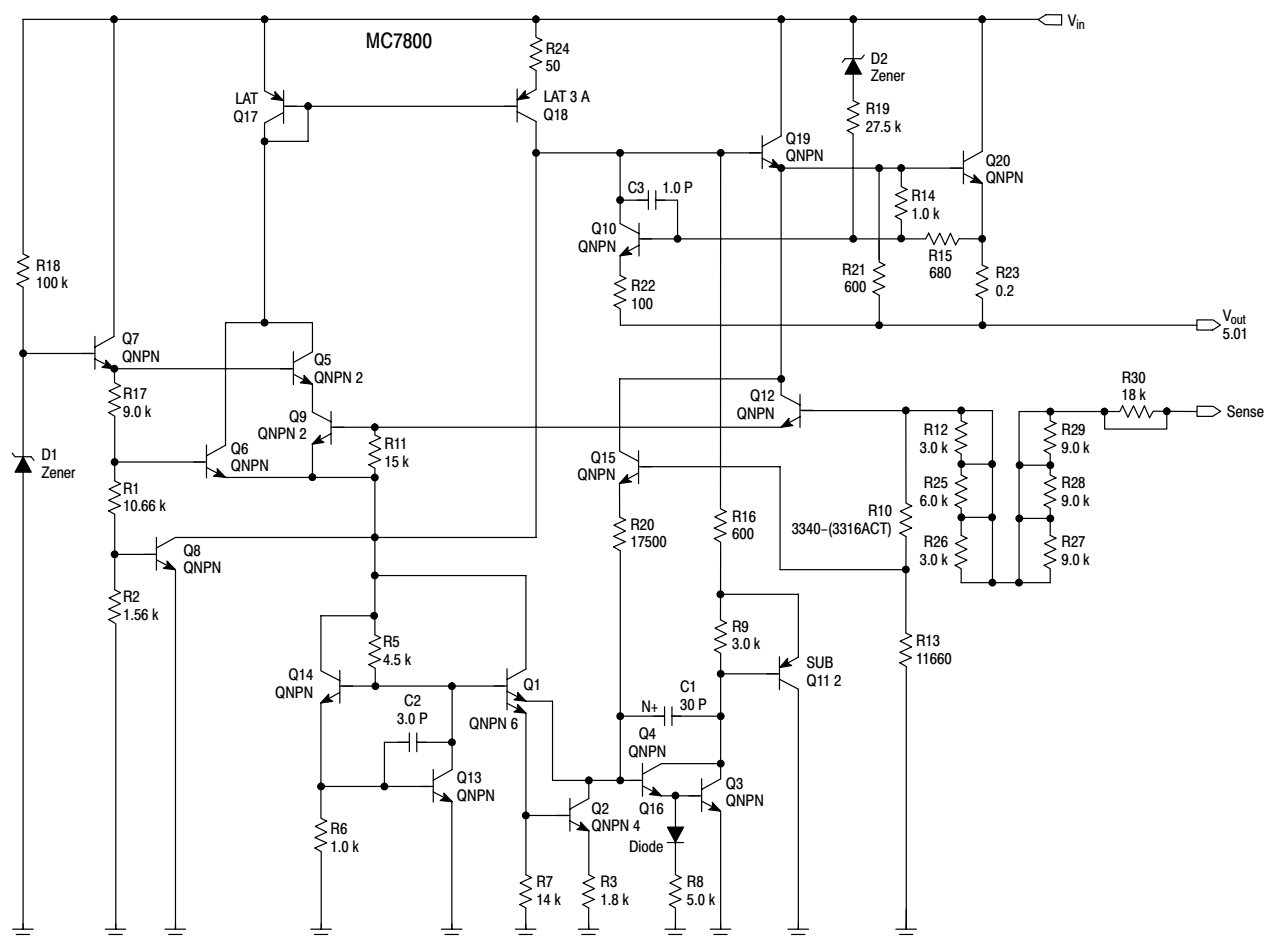 MC7800
Vin
R24
50
D2
Zener
LAT
Q17
LAT 3 A
Q18
R19
27.5 k
Q19
QNPN
Q20
QNPN
C3
1.0 P
R14
1.0 k
Q10
QNPN
R18
100 k
R15
680
R21
600
R23
0.2
R22
100
Vout
5.01
Q7
QNPN
Q5
QNPN 2
R17
9.0 k
Q12
QNPN
R30
18 k
Sense
Q9
QNPN 2
R12
3.0 k
R29
9.0 k
D1
Zener
Q6
QNPN
R11
15 k
Q15
QNPN
R25
6.0 k
R28
9.0 k
R1
10.66 k
R20
17500
R16
600
R10
3340–(3316ACT)
R26
3.0 k
R27
9.0 k
Q8
QNPN
R2
1.56 k
R5
4.5 k
R9
3.0 k
R13
11660
Q14
QNPN
SUB
Q11 2
Q1
QNPN 6
C2
3.0 P
N+
C1
30 P
Q4
QNPN
Q13
QNPN
Q3
QNPN
Q2
QNPN 4
Q16
R6
1.0 k
Diode
R7
14 k
R3
1.8 k
R8
5.0 k